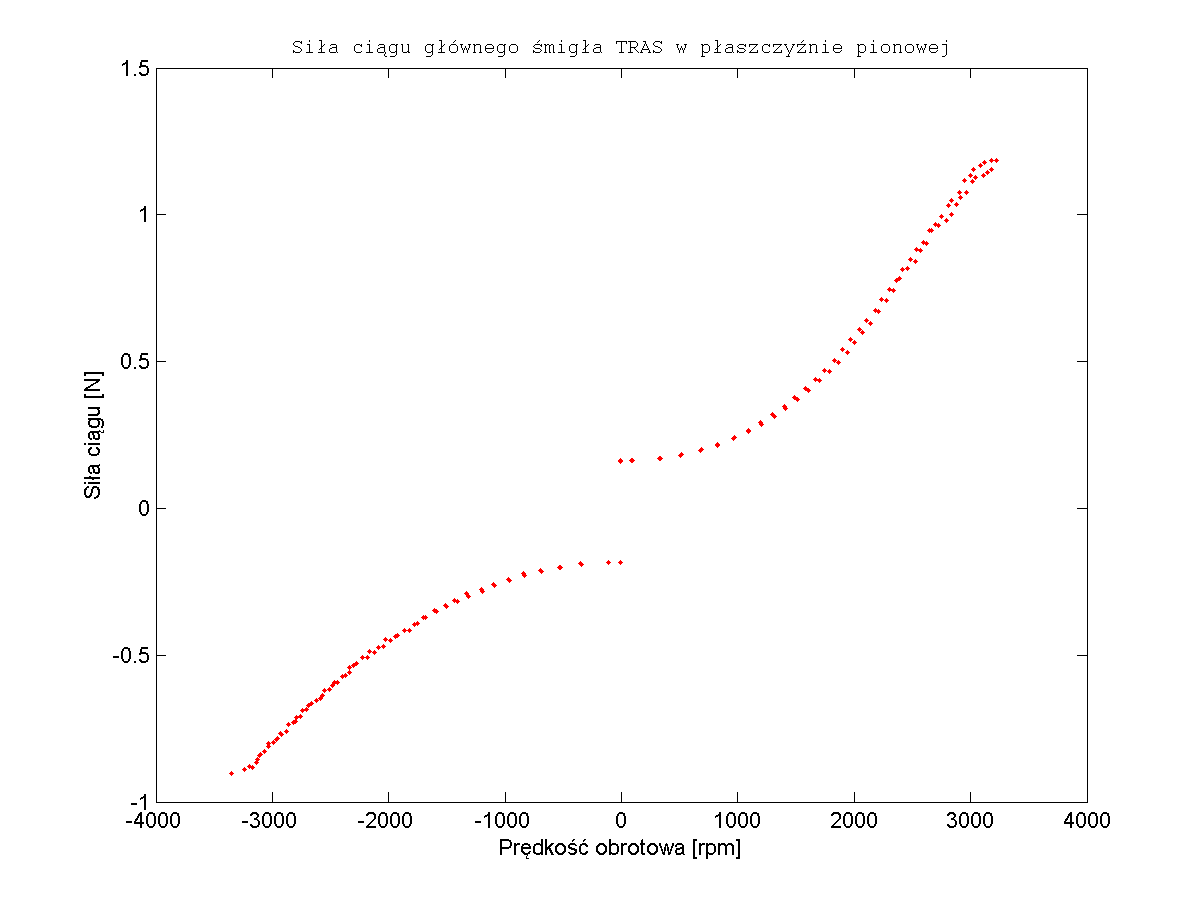 Siła ciągu głównego śmigła TRAS w płaszczyźnie pionowej
1.5
1
0.5
0
-0.5
-1
Siła ciągu [N]
-4000 -3000 -2000 -1000 0 1000 2000 3000 4000
Prędkość obrotowa [rpm]